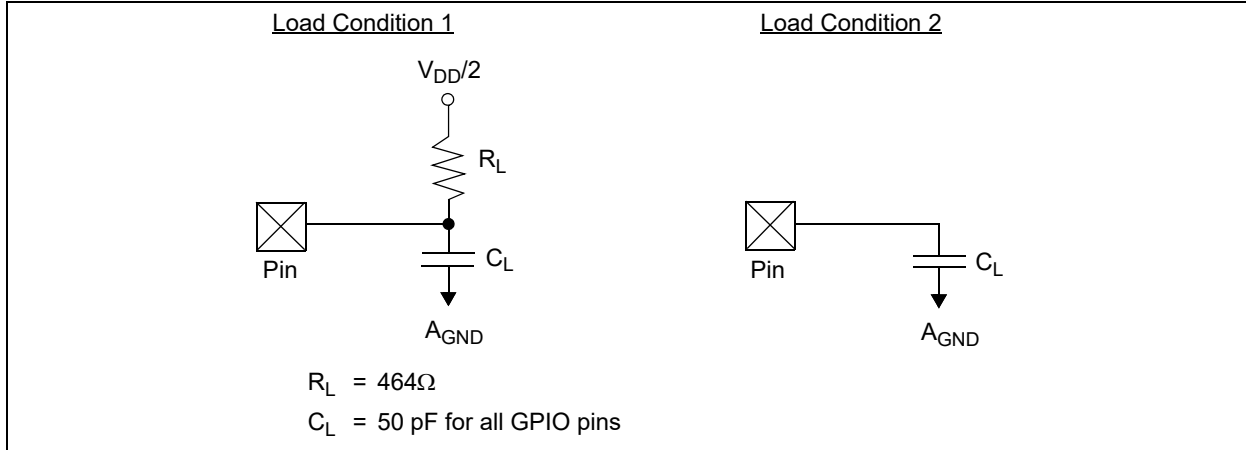 Load Condition 1
Load Condition 2
VDD/2
RL
Pin
CL
AGND
Pin
CL
AGND
RL = 464Ω
CL = 50 pF for all GPIO pins